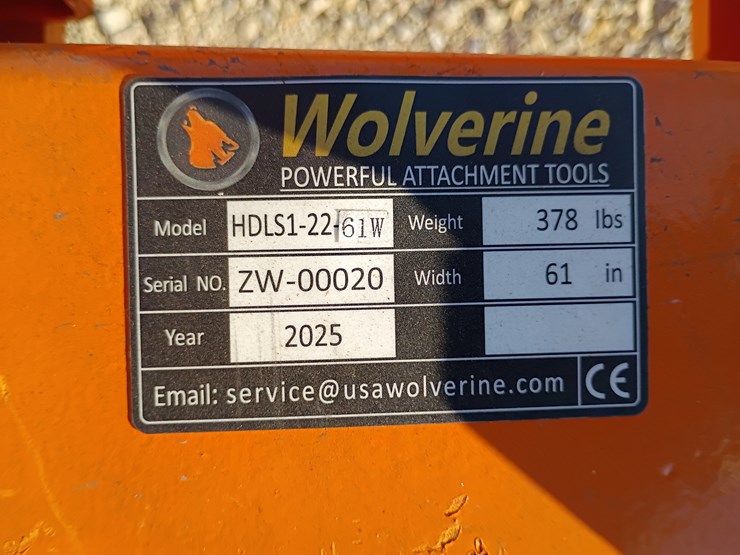 Wolverine
POWERFUL ATTACHMENT TOOLS
Model HDLS1-22-61W Weight 378 lbs
Serial NO. ZW-00020 Width 61 in
Year 2025
Email: service@usawolverine.com CE